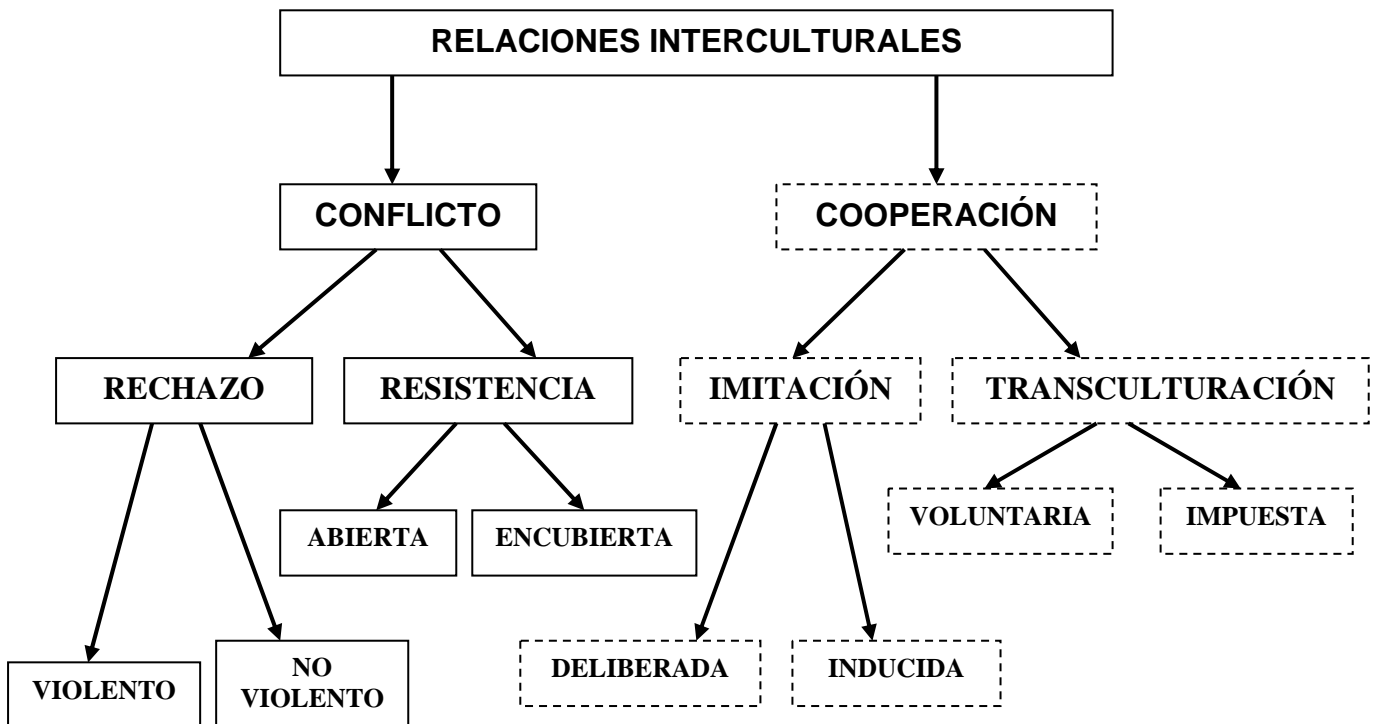 RELACIONES INTERCULTURALES
CONFLICTO
COOPERACIÓN
RECHAZO
RESISTENCIA
IMITACIÓN
TRANSCULTURACIÓN
ABIERTA
ENCUBIERTA
VOLUNTARIA
IMPUESTA
VIOLENTO
NO
VIOLENTO
DELIBERADA
INDUCIDA